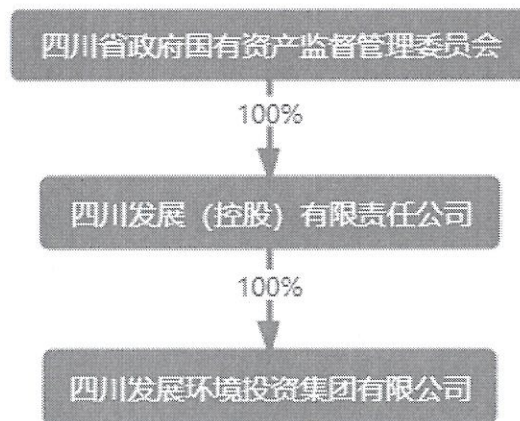 四川省政府国有资产监督管理委员会
100%
四川发展（控股）有限责任公司
100%
四川发展环境投资集团有限公司